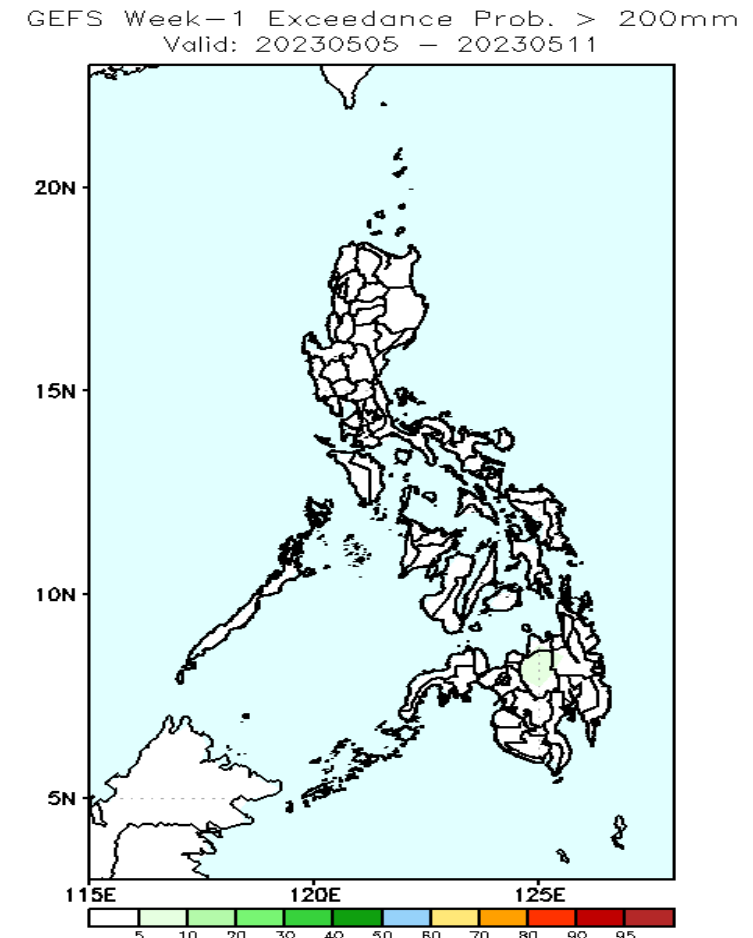 GEFS Week-1 Exceedance Prob. > 200mm
Valid: 20230505 - 20230511
20N
15N
10N
5N
115E 120E 125E
5 10 20 30 40 50 60 70 80 90 95